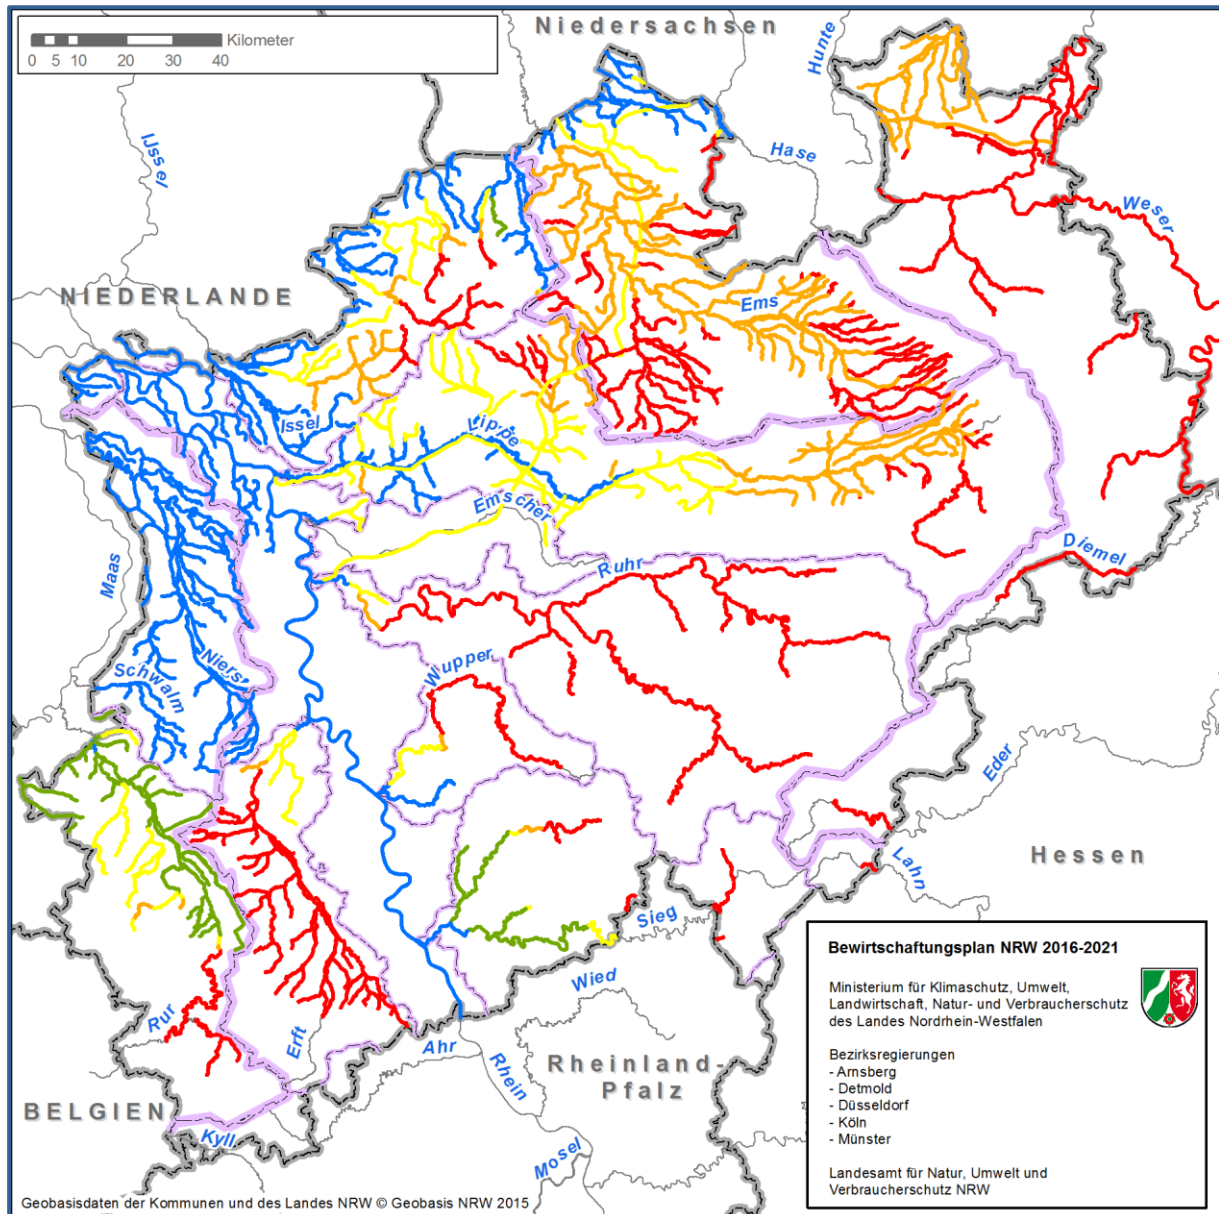 Niedersachsen
Kilometer
0 5 10 20 30 40
Hunte
IJssel
Hase
Weser
NIEDERLANDE
Ems
Issel
Lippe
Emscher
Maas
Ruhr
Diemel
Wupper
Niers
Schwalm
Eder
Lahn
Hessen
Sieg
Wied
Rur
Erft
Ahr
Rhein
Rheinland-
Pfalz
BELGIEN
Kyll
Mosel
Bewirtschaftungsplan NRW 2016-2021
Ministerium für Klimaschutz, Umwelt,
Landwirtschaft, Natur- und Verbraucherschutz
des Landes Nordrhein-Westfalen
Bezirksregierungen
- Arnsberg
- Detmold
- Düsseldorf
- Köln
- Münster
Landesamt für Natur, Umwelt und
Verbraucherschutz NRW
Geobasisdaten der Kommunen und des Landes NRW © Geobasis NRW 2015